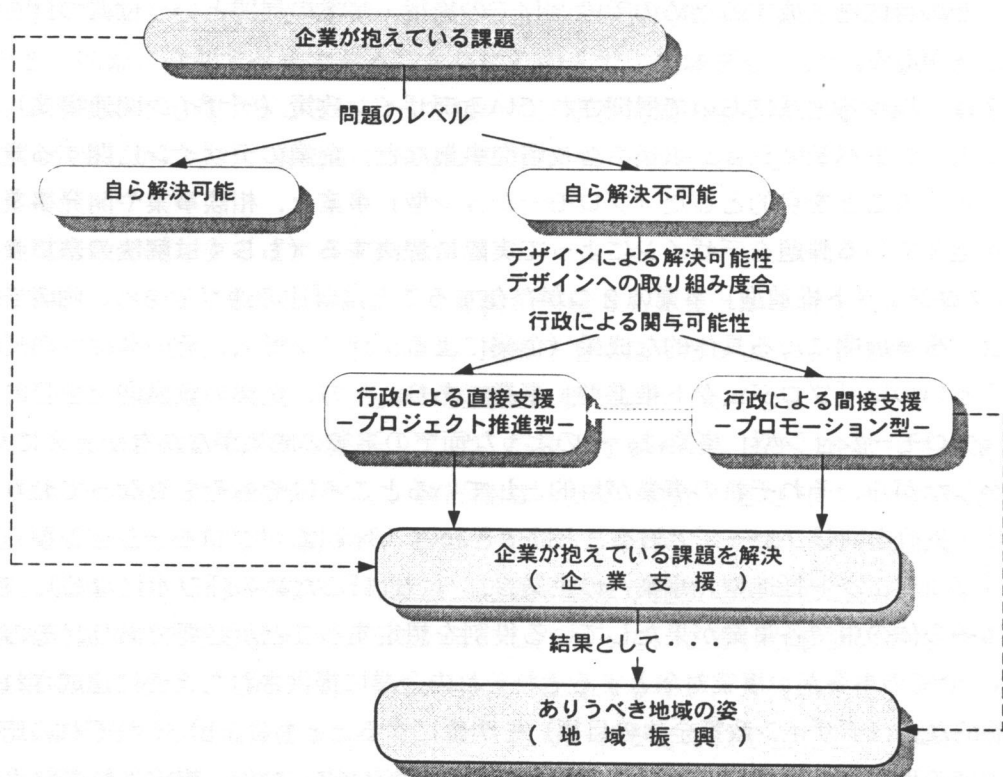 企業が抱えている課題
問題のレベル
自ら解決可能
自ら解決不可能
デザインによる解決可能性
デザインへの取り組み度合
行政による関与可能性
行政による直接支援
−プロジェクト推進型−
行政による間接支援
−プロモーション型−
企業が抱えている課題を解決
( 企 業 支 援 )
結果として・・・
ありうべき地域の姿
( 地 域 振 興 )